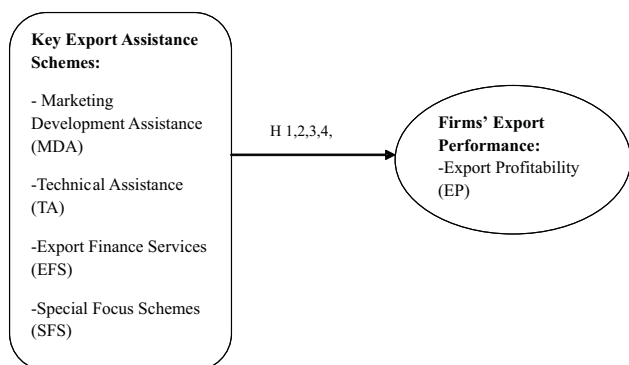 Key Export Assistance
Schemes:
- Marketing
Development Assistance
(MDA)
-Technical Assistance
(TA)
-Export Finance Services
(EFS)
-Special Focus Schemes
(SFS)
H 1,2,3,4,
Firms’ Export
Performance:
-Export Profitability
(EP)